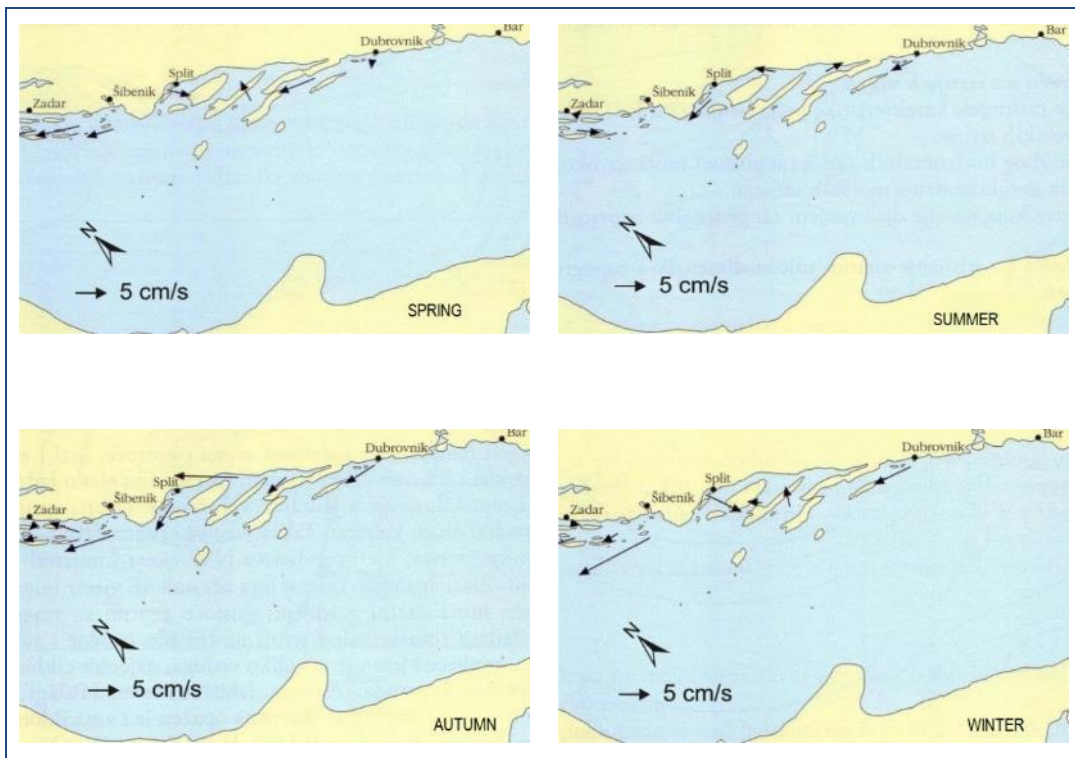 Bar
Dubrovnik
Split
Šibenik
Zadar
N
5 cm/s
SPRING
Bar
Dubrovnik
Split
Šibenik
Zadar
N
5 cm/s
SUMMER
Bar
Dubrovnik
Split
Šibenik
Zadar
N
5 cm/s
AUTUMN
Bar
Dubrovnik
Split
Šibenik
Zadar
N
5 cm/s
WINTER